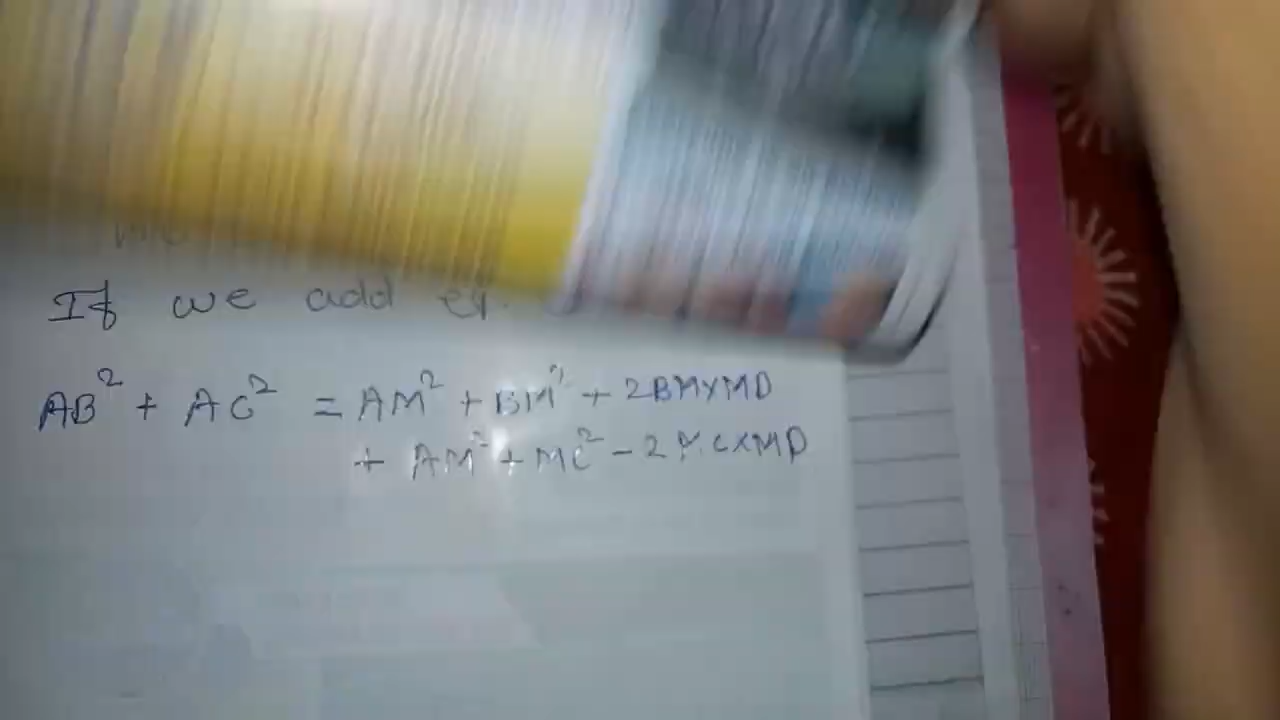 If we add
AB² + AC² = AM² + BM² + 2BM×MD
+ AM² + MC² - 2MC×MD